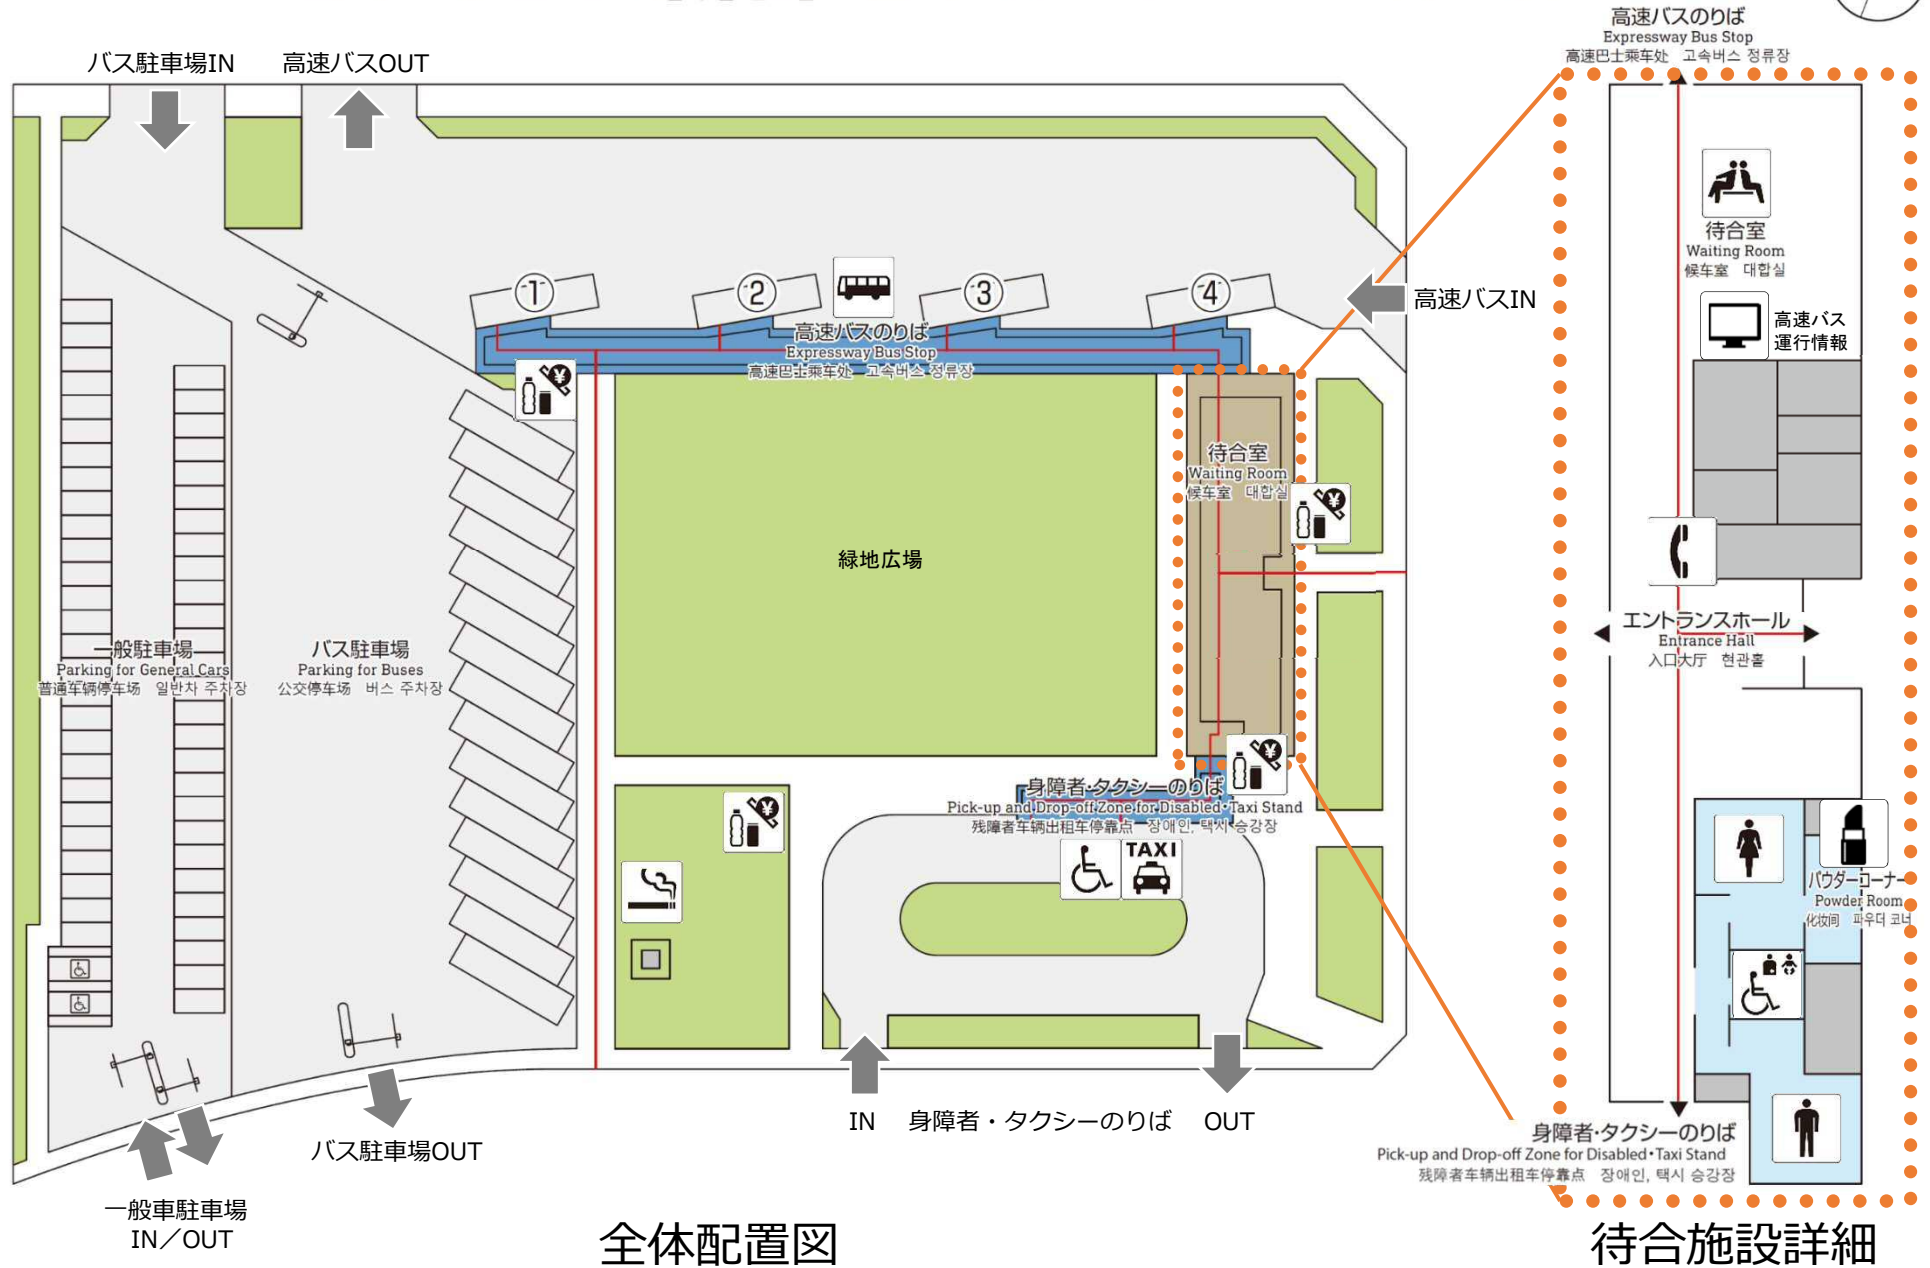 バス駐車場IN
高速バスOUT
高速バスのりば
Expressway Bus Stop
高速巴士乘车处 고속버스 정류장
①
②
③
④
高速バスIN
高速バスのりば
Expressway Bus Stop
高速巴士乘车处 고속버스 정류장
待合室
Waiting Room
候车室 대합실
緑地広場
一般駐車場
Parking for General Cars
普通车辆停车场 일반차 주차장
バス駐車場
Parking for Buses
公交停车场 버스 주차장
身障者・タクシーのりば
Pick-up and Drop-off Zone for Disabled・Taxi Stand
残障者车辆出租车停靠点 장애인, 택시 승강장
TAXI
IN
身障者・タクシーのりば
OUT
バス駐車場OUT
一般車駐車場
IN／OUT
全体配置図
待合室
Waiting Room
候车室 대합실
高速バス
運行情報
エントランスホール
Entrance Hall
入口大厅 현관홀
パウダーコーナー
Powder Room
化妆间 파우더 코너
身障者・タクシーのりば
Pick-up and Drop-off Zone for Disabled・Taxi Stand
残障者车辆出租车停靠点 장애인, 택시 승강장
待合施設詳細
¥
¥
¥
¥